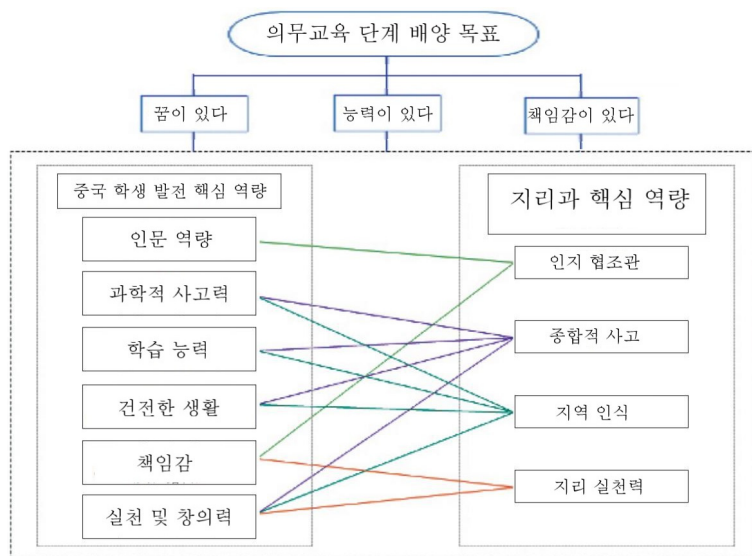 의무교육 단계 배양 목표
꿈이 있다
능력이 있다
책임감이 있다
중국 학생 발전 핵심 역량
인문 역량
과학적 사고력
학습 능력
건전한 생활
책임감
실천 및 창의력
지리과 핵심 역량
인지 협조관
종합적 사고
지역 인식
지리 실천력